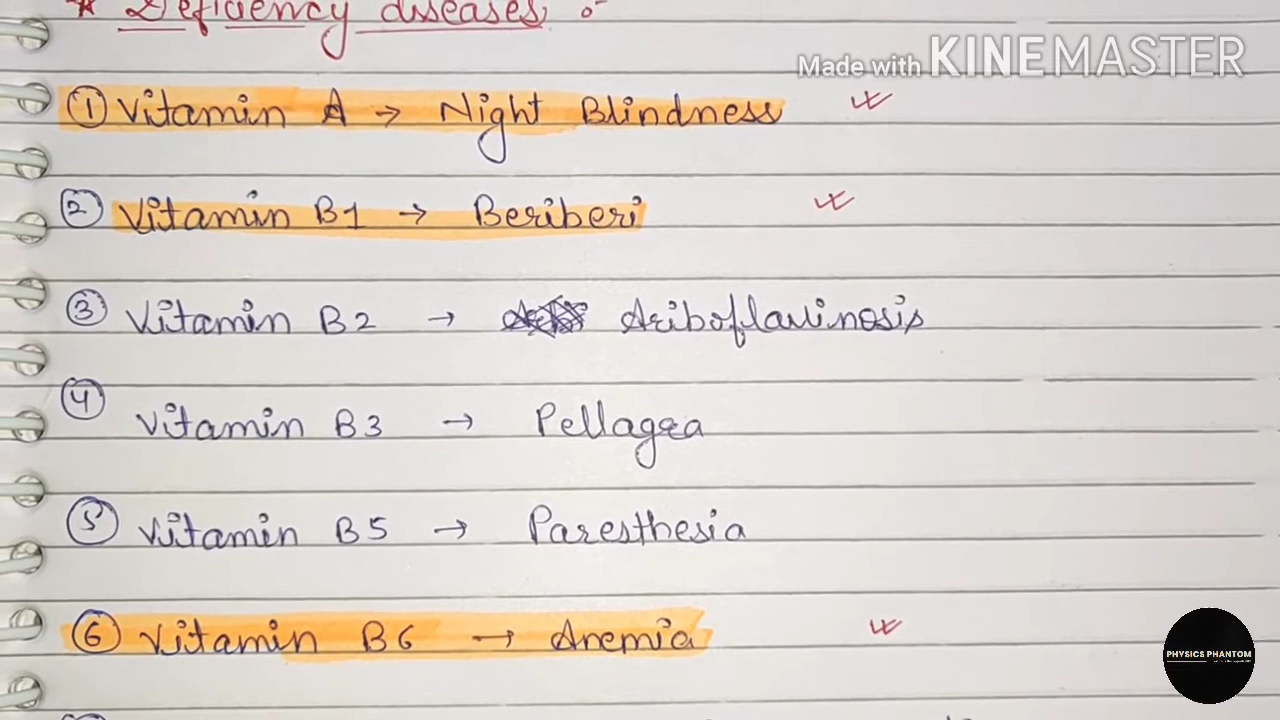 * Deficiency diseases :-
Made with KINEMASTER
① Vitamin A → Night Blindness
② Vitamin B1 → Beriberi
③ Vitamin B2 → Ariboflavinosis
④ Vitamin B3 → Pellagra
⑤ Vitamin B5 → Paresthesia
⑥ Vitamin B6 → Anemia
PHYSICS PHANTOM